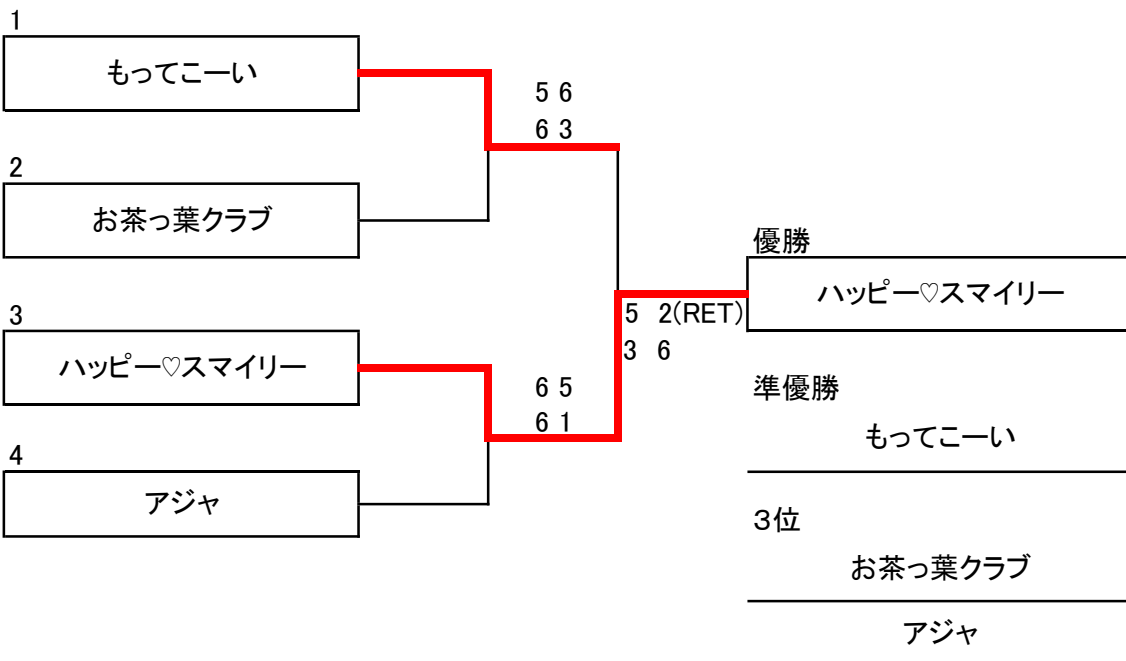 1
もってこーい
5 6
6 3
2
お茶っ葉クラブ
優勝
ハッピー♡スマイリー
5 2(RET)
3 6
3
ハッピー♡スマイリー
6 5
6 1
準優勝
もってこーい
4
アジャ
３位
お茶っ葉クラブ
アジャ